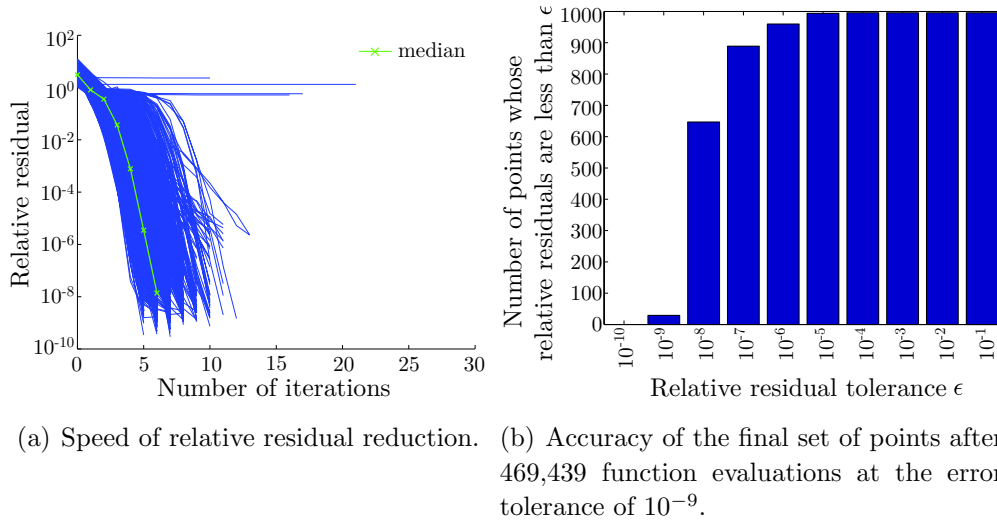 10^2
10^0
10^-2
10^-4
10^-6
10^-8
10^-10
Relative residual
median
0 5 10 15 20 25 30
Number of iterations
(a) Speed of relative residual reduction.
1000
900
800
700
600
500
400
300
200
100
0
Number of points whose
relative residuals are less than ϵ
10^-10 10^-9 10^-8 10^-7 10^-6 10^-5 10^-4 10^-3 10^-2 10^-1
Relative residual tolerance ϵ
(b) Accuracy of the final set of points after
469,439 function evaluations at the error
tolerance of 10^−9.